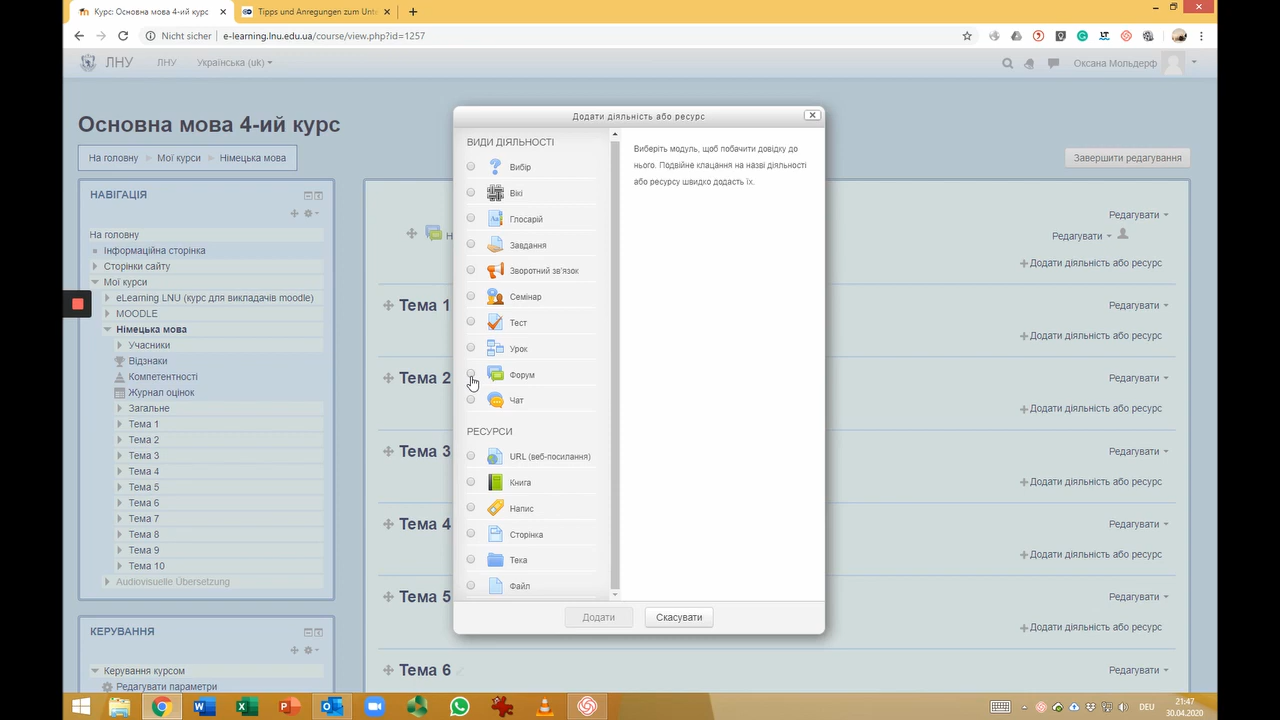 Курс: Основна мова 4-ий курс
Tipps und Anregungen zum Unte
Nicht sicher
e-learning.lnu.edu.ua/course/view.php?id=1257
ЛНУ
ЛНУ
Українська (uk)
Оксана Мольдерф
Основна мова 4-ий курс
На головну
Мої курси
Німецька мова
Завершити редагування
НАВІГАЦІЯ
На головну
Інформаційна сторінка
Сторінки сайту
Мої курси
eLearning LNU (курс для викладачів moodle)
MOODLE
Німецька мова
Учасники
Відзнаки
Компетентності
Журнал оцінок
Загальне
Тема 1
Тема 2
Тема 3
Тема 4
Тема 5
Тема 6
Тема 7
Тема 8
Тема 9
Тема 10
Audiovisuelle Übersetzung
КЕРУВАННЯ
Керування курсом
Редагувати параметри
Додати діяльність або ресурс
ВИДИ ДІЯЛЬНОСТІ
Вибір
Вікі
Глосарій
Завдання
Зворотний зв'язок
Семінар
Тест
Урок
Форум
Чат
РЕСУРСИ
URL (веб-посилання)
Книга
Напис
Сторінка
Тека
Файл
Виберіть модуль, щоб побачити довідку до
нього. Подвійне клацання на назві діяльності
або ресурсу швидко додасть їх.
Додати
Скасувати
Редагувати
Н
Редагувати
Додати діяльність або ресурс
Тема 1
Редагувати
Додати діяльність або ресурс
Тема 2
Редагувати
Додати діяльність або ресурс
Тема 3
Редагувати
Додати діяльність або ресурс
Тема 4
Редагувати
Додати діяльність або ресурс
Тема 5
Редагувати
Додати діяльність або ресурс
Тема 6
Редагувати
DEU
21:47
30.04.2020